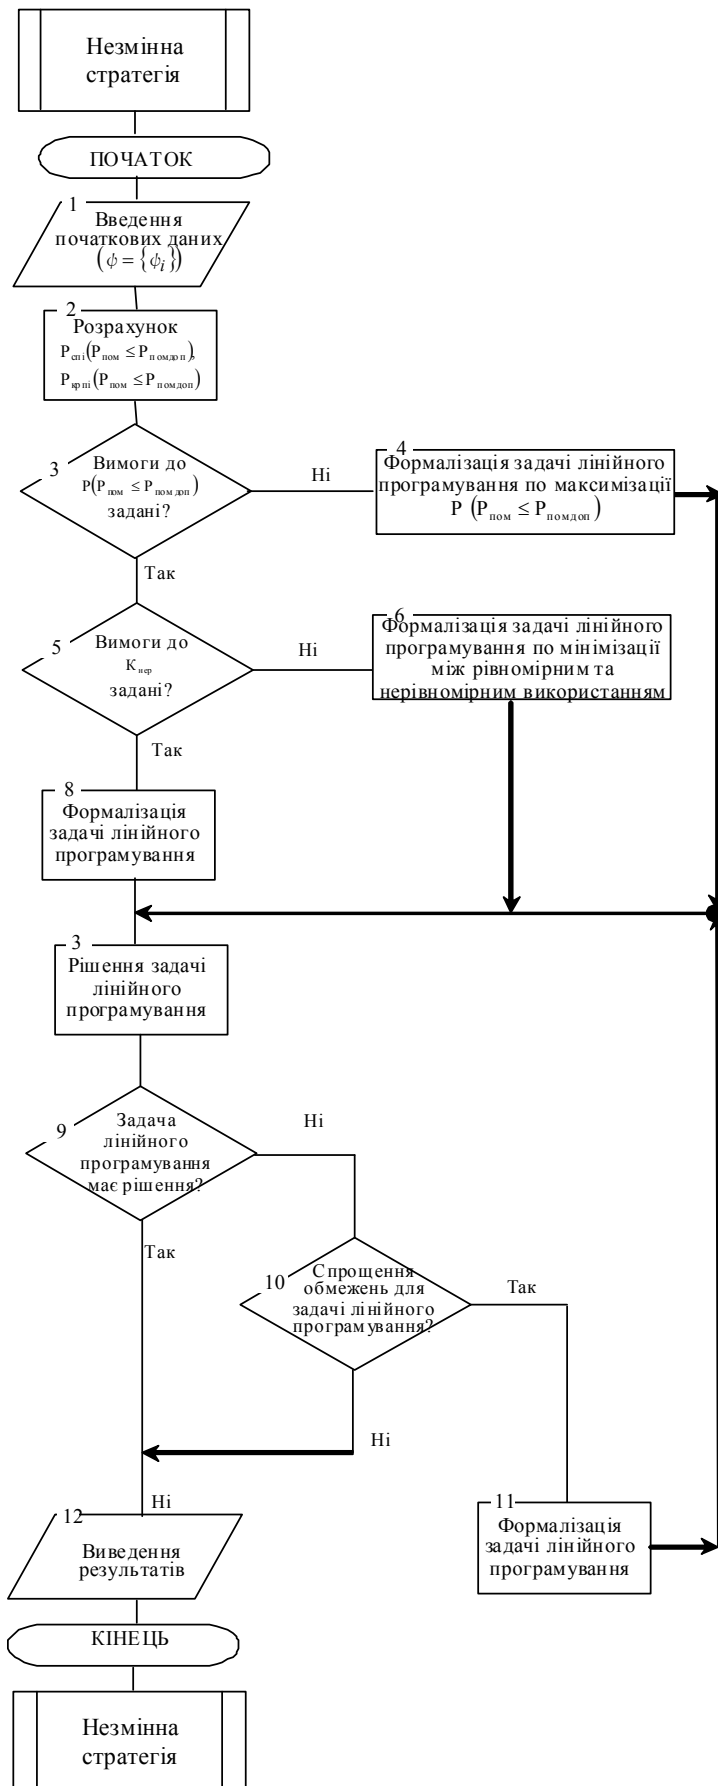 Незмінна
стратегія
ПОЧАТОК
1
Введення
початкових даних
(ϕ = {ϕi})
2
Розрахунок
Pспі(Pпом ≤ Pпомдоп),
Pкрпі(Pпом ≤ Pпомдоп)
3
Вимоги до
P(Pпом ≤ Pпом доп)
задані?
Ні
4
Формалізація задачі лінійного
програмування по максимізації
P (Pпом ≤ Pпомдоп)
Так
5
Вимоги до
Kнер
задані?
Ні
6
Формалізація задачі лінійного
програмування по мінімізації
між рівномірним та
нерівномірним використанням
Так
8
Формалізація
задачі лінійного
програмування
3
Рішення задачі
лінійного
програмування
9
Задача
лінійного
програмування
має рішення?
Ні
Так
10
Спрощення
обмежень для
задачі лінійного
програмування?
Так
Ні
Ні
11
Формалізація
задачі лінійного
програмування
12
Виведення
результатів
КІНЕЦЬ
Незмінна
стратегія